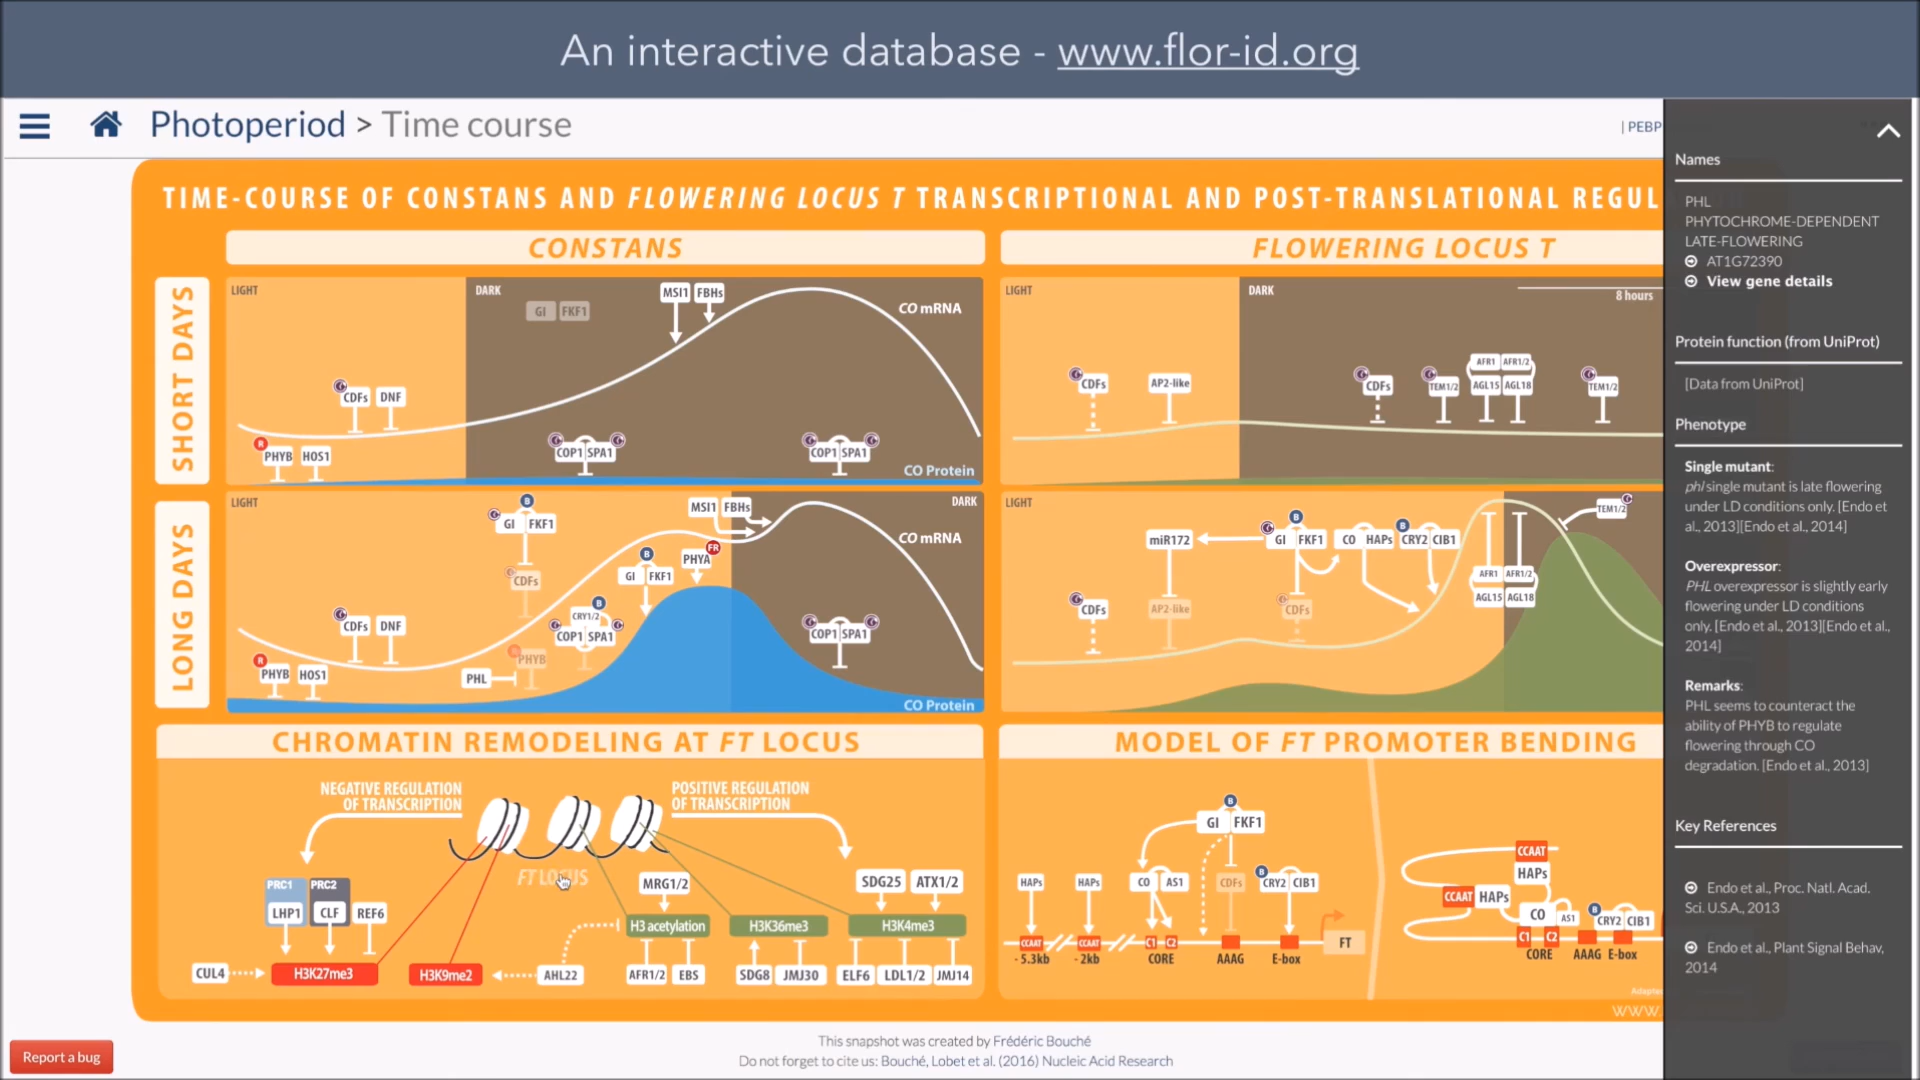 An interactive database - www.flor-id.org
Photoperiod > Time course
| PEBP
TIME-COURSE OF CONSTANS AND FLOWERING LOCUS T TRANSCRIPTIONAL AND POST-TRANSLATIONAL REGUL
CONSTANS
FLOWERING LOCUS T
SHORT DAYS
LIGHT
DARK
GI FKF1
MSI1 FBHs
CO mRNA
C
CDFs DNF
R
PHYB HOS1
C C
COP1 SPA1
C C
COP1 SPA1
CO Protein
LIGHT
DARK
8 hours
C
CDFs
AP2-like
C
CDFs
C
TEM1/2
AFR1 AFR1/2
AGL15 AGL18
C
TEM1/2
LONG DAYS
LIGHT
DARK
B
C
GI FKF1
MSI1 FBHs
CO mRNA
C
CDFs
B
GI FKF1
FR
PHYA
C
CDFs DNF
B
CRY1/2
C C
COP1 SPA1
C C
COP1 SPA1
R
PHYB HOS1
PHL
R
PHYB
CO Protein
LIGHT
C
TEM1/2
miR172
B
C
GI FKF1
CO HAPs
B
CRY2 CIB1
C
CDFs
AP2-like
C
CDFs
AFR1 AFR1/2
AGL15 AGL18
CHROMATIN REMODELING AT FT LOCUS
NEGATIVE REGULATION
OF TRANSCRIPTION
POSITIVE REGULATION
OF TRANSCRIPTION
FT LOCUS
PRC1 PRC2
LHP1 CLF REF6
MRG1/2
SDG25 ATX1/2
H3 acetylation
H3K36me3
H3K4me3
CUL4
H3K27me3
H3K9me2
AHL22
AFR1/2 EBS
SDG8 JMJ30
ELF6 LDL1/2 JMJ14
MODEL OF FT PROMOTER BENDING
B
GI FKF1
HAPs
HAPs
CO AS1
CDFs
B
CRY2 CIB1
CCAAT
CCAAT
C1 C2
FT
- 5.3kb
- 2kb
CORE
AAAG
E-box
CCAAT
HAPs
CCAAT HAPs
CO AS1
B
CRY2 CIB1
C1 C2
CORE AAAG E-box
WWW.
This snapshot was created by Frédéric Bouché
Do not forget to cite us: Bouché, Lobet et al. (2016) Nucleic Acid Research
Report a bug
Names
PHL
PHYTOCHROME-DEPENDENT
LATE-FLOWERING
AT1G72390
View gene details
Protein function (from UniProt)
[Data from UniProt]
Phenotype
Single mutant:
phl single mutant is late flowering
under LD conditions only. [Endo et
al., 2013][Endo et al., 2014]
Overexpressor:
PHL overexpressor is slightly early
flowering under LD conditions
only. [Endo et al., 2013][Endo et al.,
2014]
Remarks:
PHL seems to counteract the
ability of PHYB to regulate
flowering through CO
degradation. [Endo et al., 2013]
Key References
Endo et al., Proc. Natl. Acad.
Sci. U.S.A., 2013
Endo et al., Plant Signal Behav,
2014